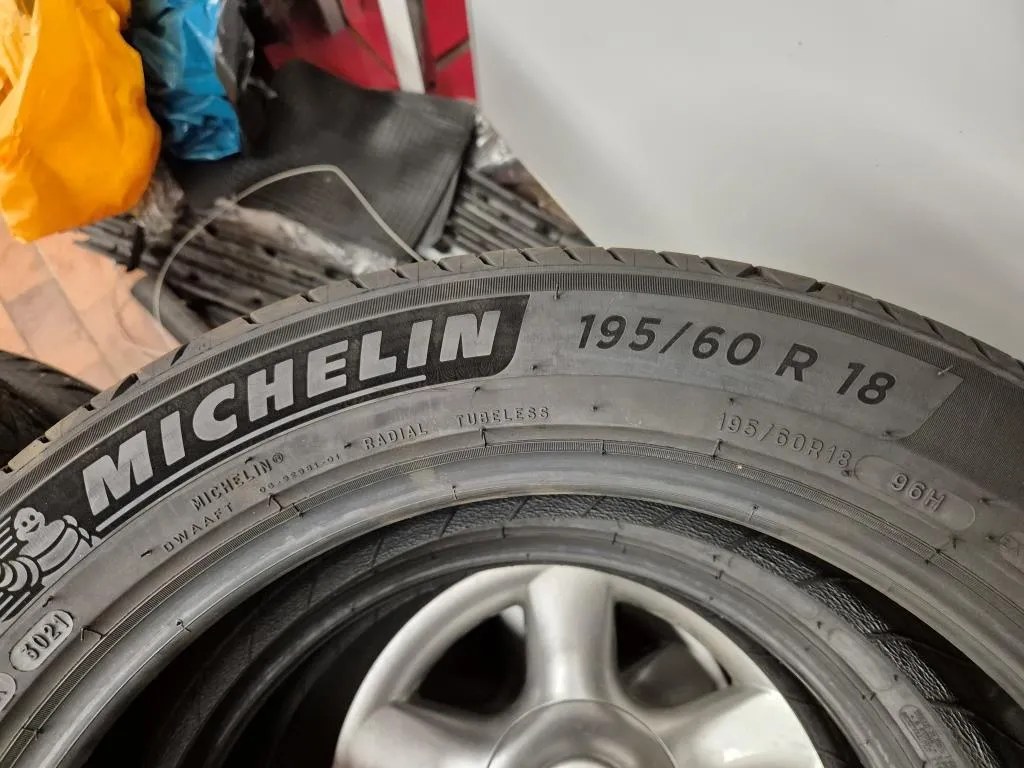 MICHELIN
195/60 R 18
MICHELIN®
RADIAL TUBELESS
DWAAFT
195/60R18
96H
3021